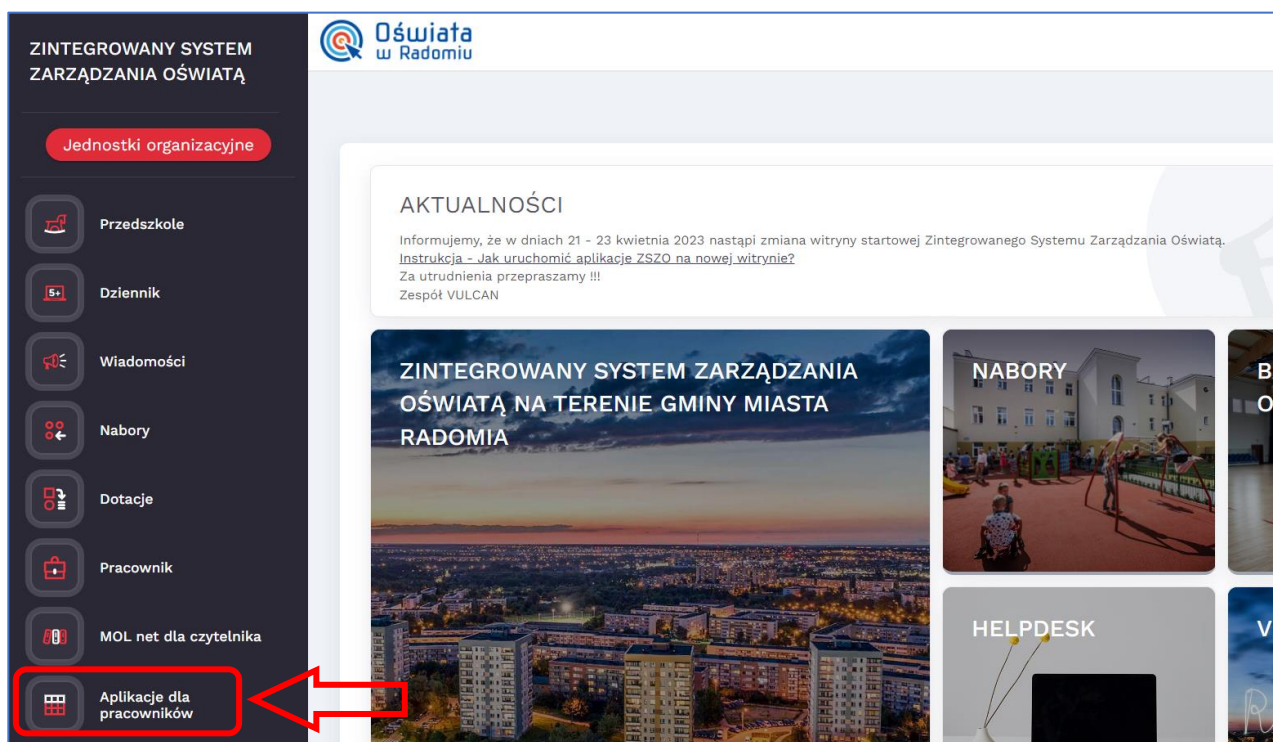 ZINTEGROWANY SYSTEM
ZARZĄDZANIA OŚWIATĄ
Jednostki organizacyjne
Przedszkole
5+
Dziennik
Wiadomości
Nabory
Dotacje
Pracownik
MOL net dla czytelnika
Aplikacje dla
pracowników
Oświata
w Radomiu
AKTUALNOŚCI
Informujemy, że w dniach 21 - 23 kwietnia 2023 nastąpi zmiana witryny startowej Zintegrowanego Systemu Zarządzania Oświatą.
Instrukcja - Jak uruchomić aplikacje ZSZO na nowej witrynie?
Za utrudnienia przepraszamy !!!
Zespół VULCAN
ZINTEGROWANY SYSTEM ZARZĄDZANIA
OŚWIATĄ NA TERENIE GMINY MIASTA
RADOMIA
NABORY
B
O
HELPDESK
V
R